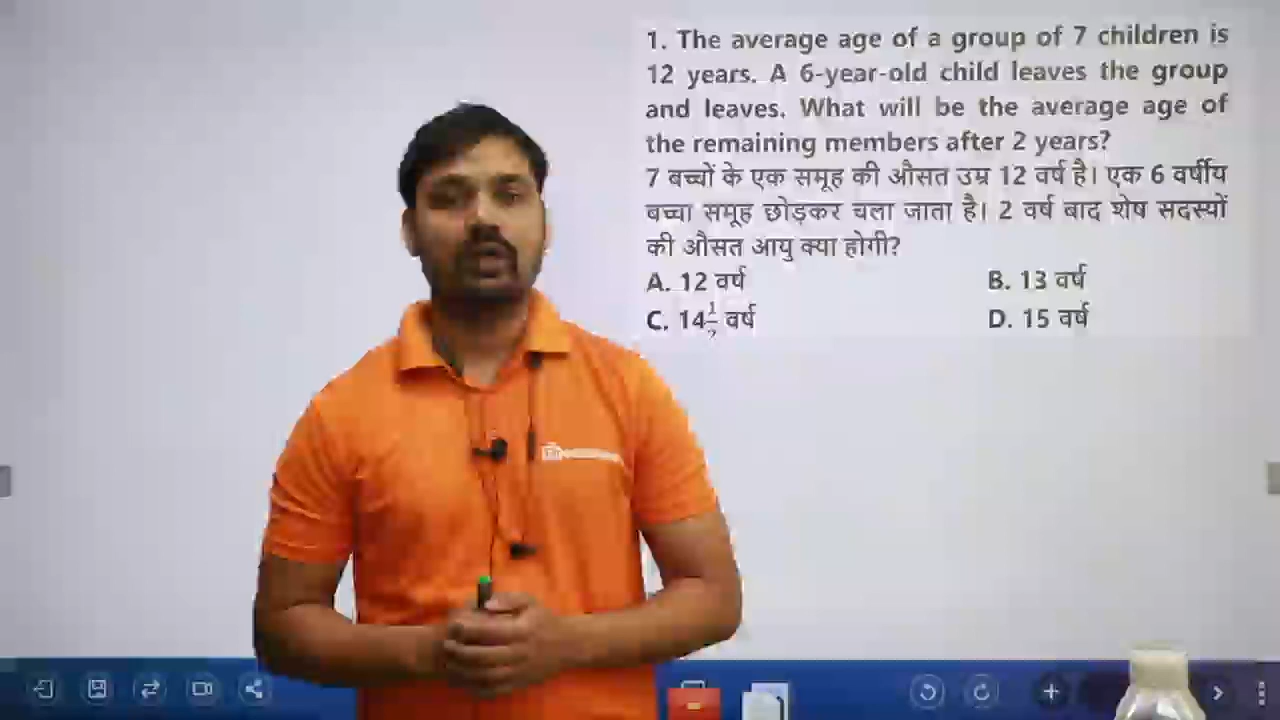 1. The average age of a group of 7 children is
12 years. A 6-year-old child leaves the group
and leaves. What will be the average age of
the remaining members after 2 years?
7 बच्चों के एक समूह की औसत उम्र 12 वर्ष है। एक 6 वर्षीय
बच्चा समूह छोड़कर चला जाता है। 2 वर्ष बाद शेष सदस्यों
की औसत आयु क्या होगी?
A. 12 वर्ष B. 13 वर्ष
C. 14½ वर्ष D. 15 वर्ष